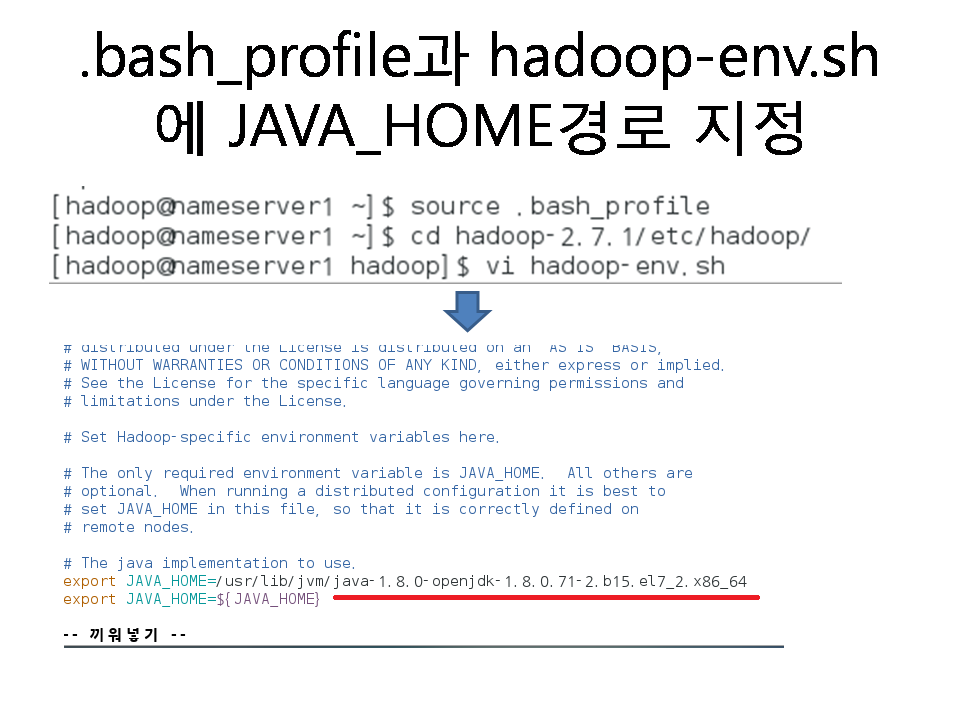 .bash_profile과 hadoop-env.sh
에 JAVA_HOME경로 지정
[hadoop@nameserver1 ~]$ source .bash_profile
[hadoop@nameserver1 ~]$ cd hadoop-2.7.1/etc/hadoop/
[hadoop@nameserver1 hadoop]$ vi hadoop-env.sh
# distributed under the License is distributed on an "AS IS" BASIS,
# WITHOUT WARRANTIES OR CONDITIONS OF ANY KIND, either express or implied.
# See the License for the specific language governing permissions and
# limitations under the License.
# Set Hadoop-specific environment variables here.
# The only required environment variable is JAVA_HOME.  All others are
# optional.  When running a distributed configuration it is best to
# set JAVA_HOME in this file, so that it is correctly defined on
# remote nodes.
# The java implementation to use.
export JAVA_HOME=/usr/lib/jvm/java-1.8.0-openjdk-1.8.0.71-2.b15.el7_2.x86_64
export JAVA_HOME=${JAVA_HOME}
-- 끼워넣기 --